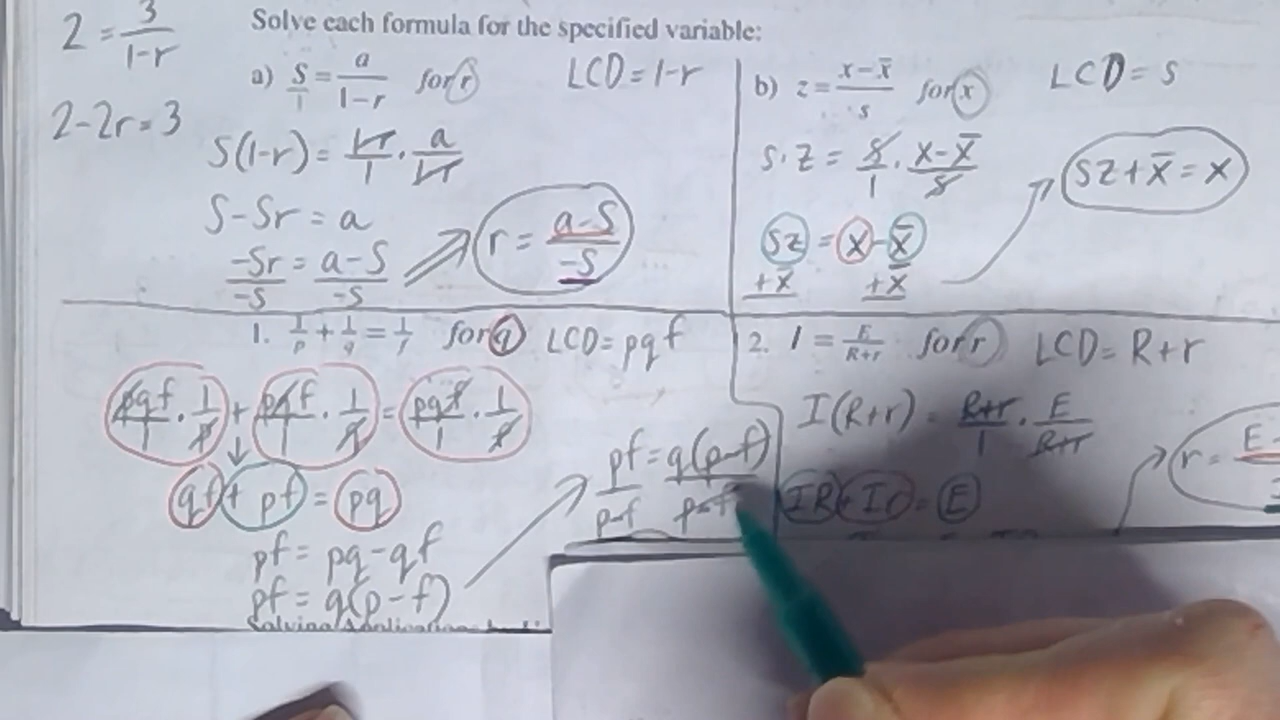 2 = 3/(1-r)
2-2r=3
Solve each formula for the specified variable:
a) S/1 = a/(1-r) for r LCD=1-r
S(1-r) = (1-r)/1 · a/(1-r)
S-Sr = a
-Sr/-S = (a-S)/-S
r = (a-S)/-S
b) z = (x-x̄)/s for x LCD= s
s·z = s/1 · (x-x̄)/s
sz = x-x̄
+x̄ +x̄
sz+x̄=x
1. 1/p + 1/q = 1/f for q LCD=pqf
pqf/1 · 1/p + pqf/1 · 1/q = pqf/1 · 1/f
qf + pf = pq
pf = pq-qf
pf = q(p-f)
pf/(p-f) = q(p-f)/(p-f)
2. I = E/(R+r) for r LCD= R+r
I(R+r) = (R+r)/1 · E/(R+r)
IR+Ir=E
r= E-